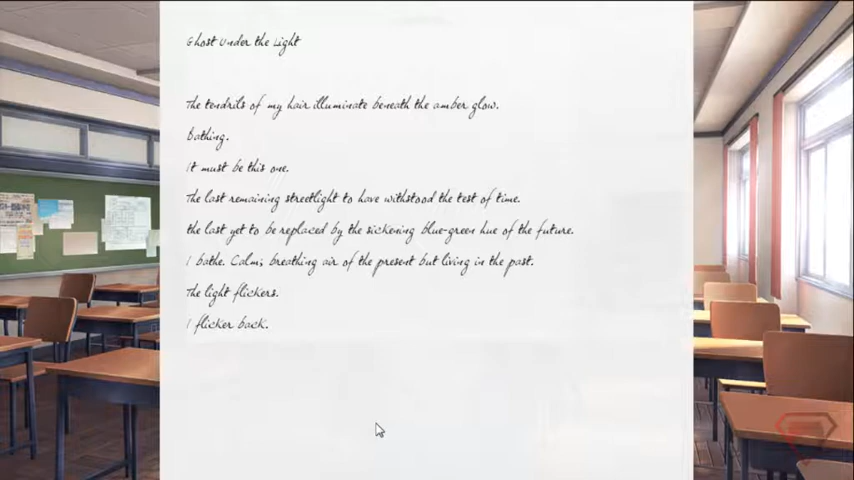 Ghost Under the Light
The tendrils of my hair illuminate beneath the amber glow.
Bathing.
It must be this one.
The last remaining streetlight to have withstood the test of time.
the last yet to be replaced by the sickening blue-green hue of the future.
I bathe. Calm; breathing air of the present but living in the past.
The light flickers.
I flicker back.